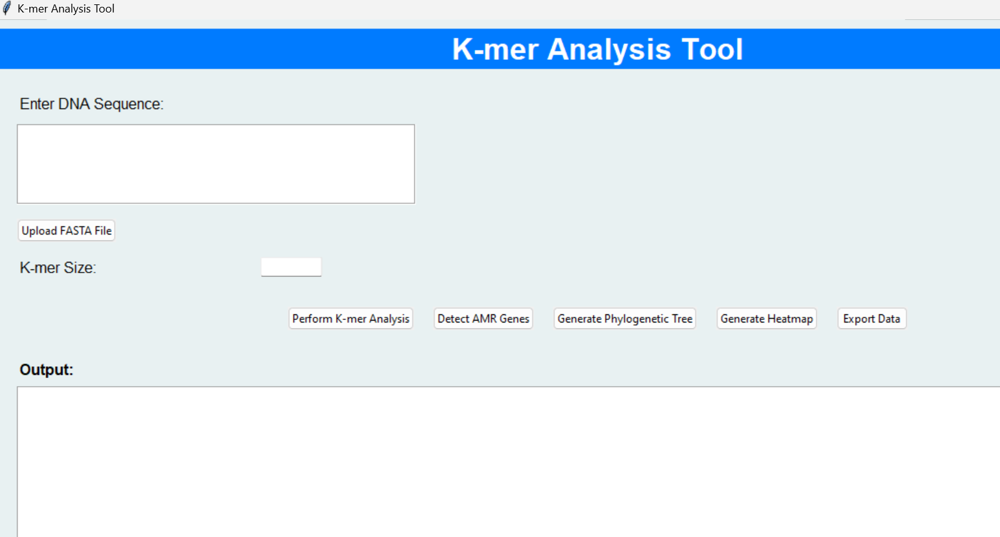 K-mer Analysis Tool
K-mer Analysis Tool
Enter DNA Sequence:
Upload FASTA File
K-mer Size:
Perform K-mer Analysis Detect AMR Genes Generate Phylogenetic Tree Generate Heatmap Export Data
Output: